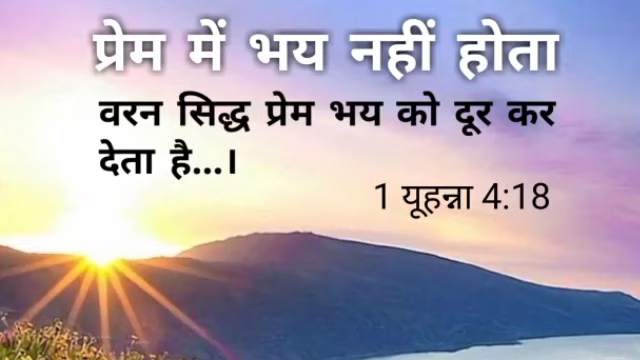 प्रेम में भय नहीं होता
वरन सिद्ध प्रेम भय को दूर कर
देता है...।
1 यूहन्ना 4:18